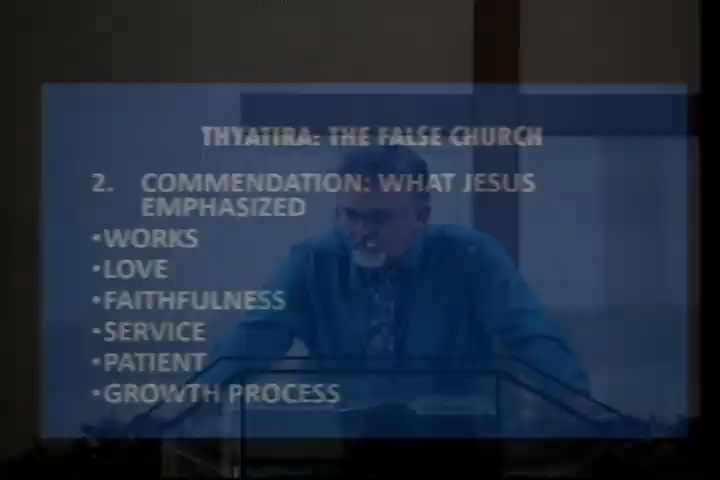 THYATIRA: THE FALSE CHURCH
2. COMMENDATION: WHAT JESUS
EMPHASIZED
•WORKS
•LOVE
•FAITHFULNESS
•SERVICE
•PATIENT
•GROWTH PROCESS